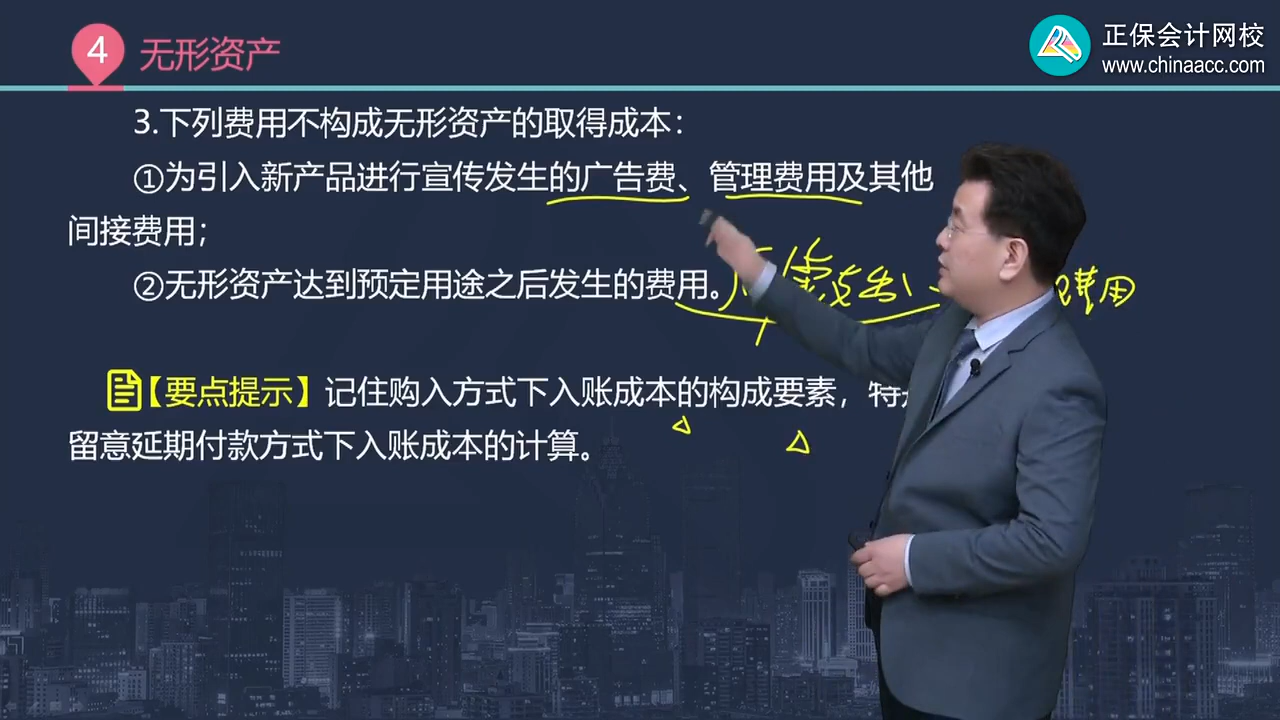 4 无形资产
正保会计网校
www.chinaacc.com
3.下列费用不构成无形资产的取得成本：
①为引入新产品进行宣传发生的广告费、管理费用及其他
间接费用；
②无形资产达到预定用途之后发生的费用。
费用
【要点提示】记住购入方式下入账成本的构成要素，特
留意延期付款方式下入账成本的计算。